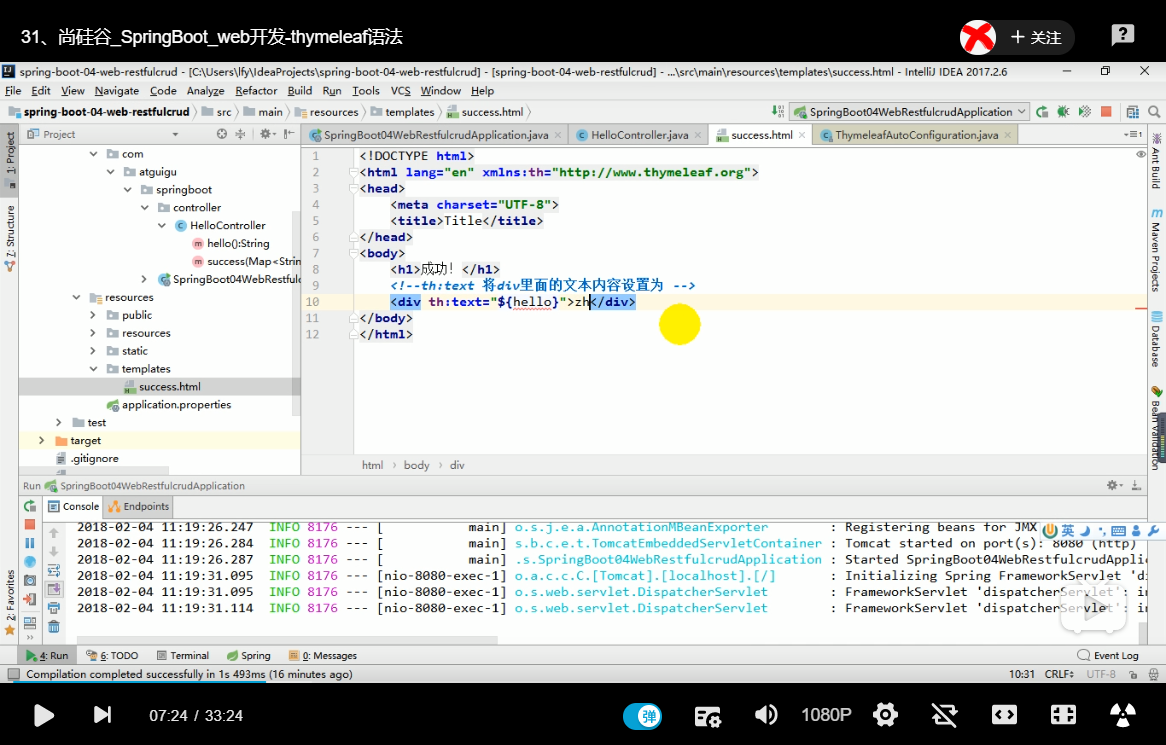 31、尚硅谷_SpringBoot_web开发-thymeleaf语法
+ 关注
spring-boot-04-web-restfulcrud - [C:\Users\lfy\IdeaProjects\spring-boot-04-web-restfulcrud] - [spring-boot-04-web-restfulcrud] - ...\src\main\resources\templates\success.html - IntelliJ IDEA 2017.2.6
File Edit View Navigate Code Analyze Refactor Build Run Tools VCS Window Help
spring-boot-04-web-restfulcrud src main resources templates success.html
SpringBoot04WebRestfulcrudApplication
Project
SpringBoot04WebRestfulcrudApplication.java HelloController.java success.html ThymeleafAutoConfiguration.java
1: Project
Z: Structure
2: Favorites
com
atguigu
springboot
controller
HelloController
hello():String
success(Map<Strin
SpringBoot04WebRestfulc
resources
public
resources
static
templates
success.html
application.properties
test
target
.gitignore
1 <!DOCTYPE html>
2 <html lang="en" xmlns:th="http://www.thymeleaf.org">
3 <head>
4 <meta charset="UTF-8">
5 <title>Title</title>
6 </head>
7 <body>
8 <h1>成功！</h1>
9 <!--th:text 将div里面的文本内容设置为 -->
10 <div th:text="${hello}">zh</div>
11 </body>
12 </html>
html › body › div
Ant Build
Maven Projects
Database
Bean Validation
Run SpringBoot04WebRestfulcrudApplication
Console Endpoints
2018-02-04 11:19:26.247 INFO 8176 --- [ main] o.s.j.e.a.AnnotationMBeanExporter : Registering beans for JMX
英
2018-02-04 11:19:26.284 INFO 8176 --- [ main] s.b.c.e.t.TomcatEmbeddedServletContainer : Tomcat started on port(s): 8080 (http)
2018-02-04 11:19:26.287 INFO 8176 --- [ main] .s.SpringBoot04WebRestfulcrudApplication : Started SpringBoot04WebRestfulc
2018-02-04 11:19:31.095 INFO 8176 --- [nio-8080-exec-1] o.a.c.c.C.[Tomcat].[localhost].[/] : Initializing Spring FrameworkServlet 'di
2018-02-04 11:19:31.095 INFO 8176 --- [nio-8080-exec-1] o.s.web.servlet.DispatcherServlet : FrameworkServlet 'dispatcherServlet': in
2018-02-04 11:19:31.114 INFO 8176 --- [nio-8080-exec-1] o.s.web.servlet.DispatcherServlet : FrameworkServlet 'dispatcherServlet': in
4: Run 6: TODO Terminal Spring 0: Messages Event Log
Compilation completed successfully in 1s 493ms (16 minutes ago) 10:31 CRLF UTF-8
07:24 / 33:24 弹 1080P